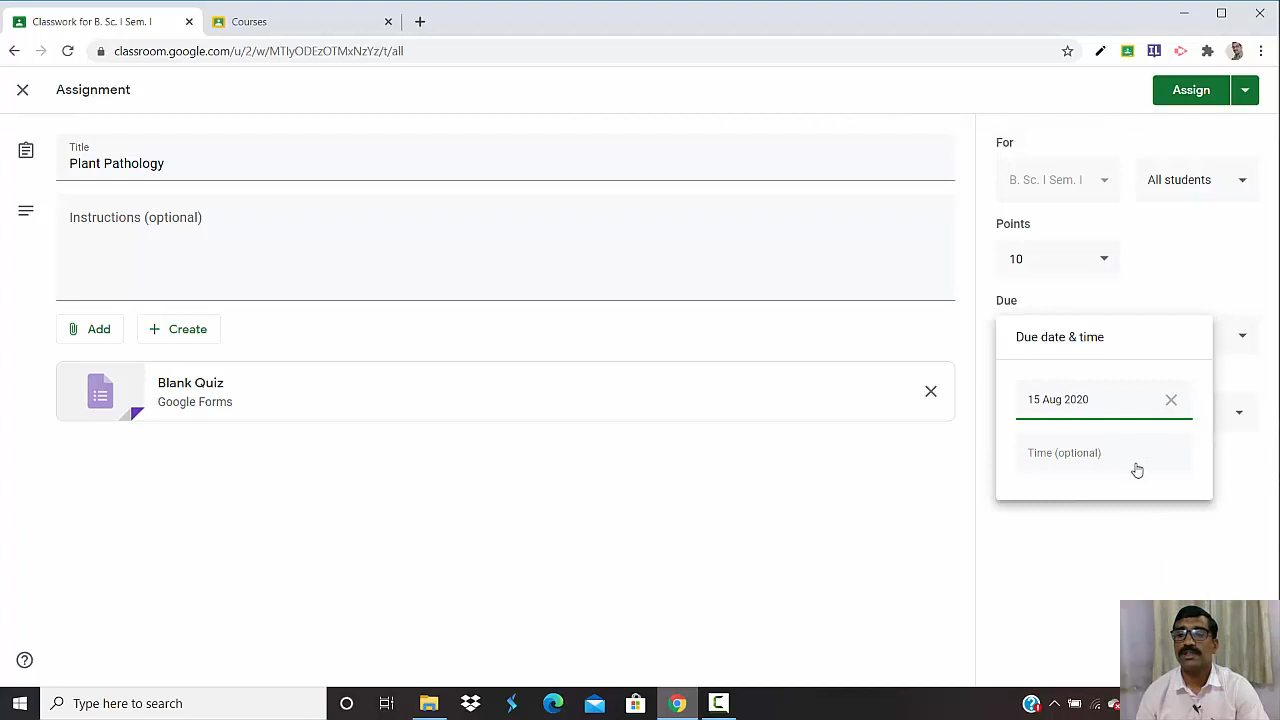 Classwork for B. Sc. I Sem. I
Courses
classroom.google.com/u/2/w/MTIyODEzOTMxNzYz/t/all
IL
Assignment
Assign
Title
Plant Pathology
Instructions (optional)
Add
Create
Blank Quiz
Google Forms
For
B. Sc. I Sem. I
All students
Points
10
Due
Due date & time
15 Aug 2020
Time (optional)
Type here to search